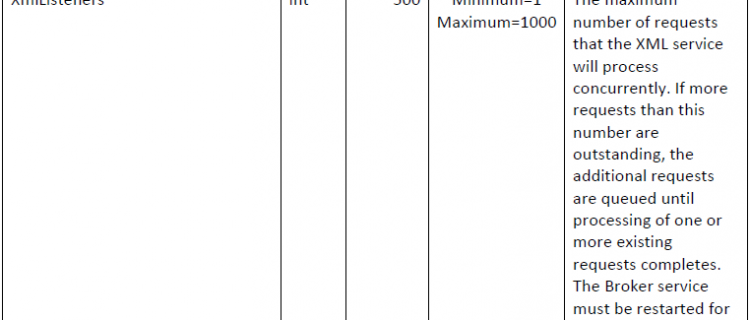 XmlListeners int 500 Minimum=1 The maximum
Maximum=1000 number of requests
that the XML service
will process
concurrently. If more
requests than this
number are
outstanding, the
additional requests
are queued until
processing of one or
more existing
requests completes.
The Broker service
must be restarted for